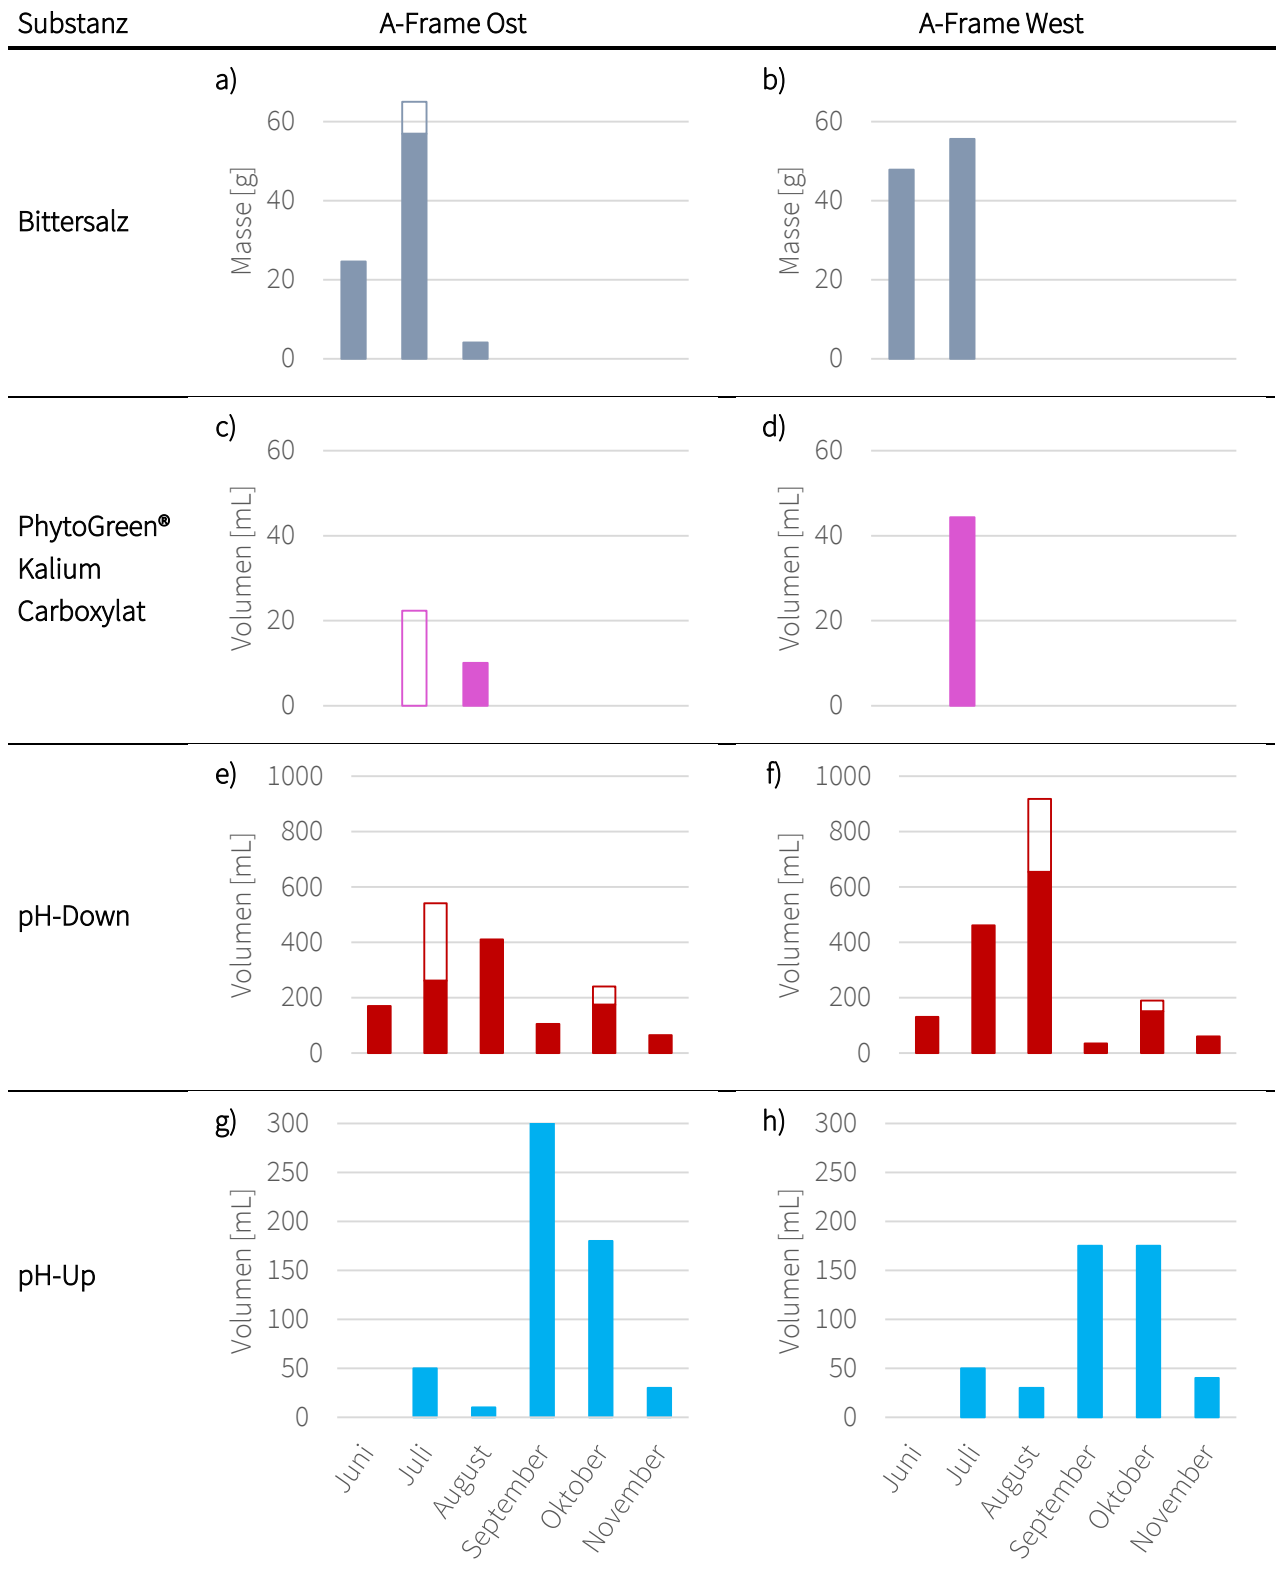 Substanz A-Frame Ost A-Frame West
a) b)
60 60
40 40
20 20
0 0
Masse [g] Masse [g]
Bittersalz
c) d)
60 60
40 40
20 20
0 0
Volumen [mL] Volumen [mL]
PhytoGreen®
Kalium
Carboxylat
e) 1000 f) 1000
800 800
600 600
400 400
200 200
0 0
Volumen [mL] Volumen [mL]
pH-Down
g) 300 h) 300
250 250
200 200
150 150
100 100
50 50
0 0
Volumen [mL] Volumen [mL]
pH-Up
Juni Juli August September Oktober November Juni Juli August September Oktober November